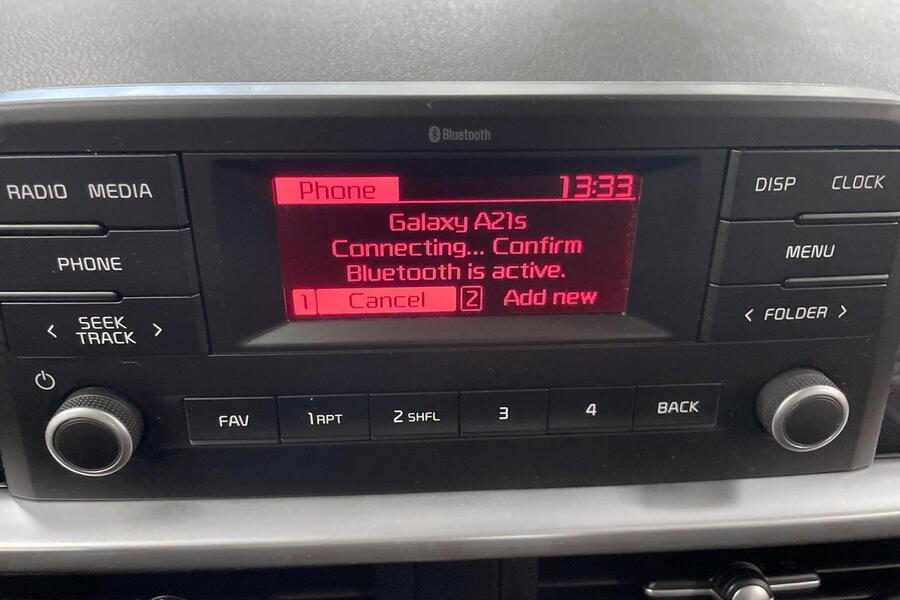 Bluetooth
RADIO MEDIA
Phone 13:33
DISP CLOCK
Galaxy A21s
Connecting... Confirm
Bluetooth is active.
1 Cancel 2 Add new
PHONE
MENU
< SEEK TRACK >
< FOLDER >
FAV 1 RPT 2 SHFL 3 4 BACK